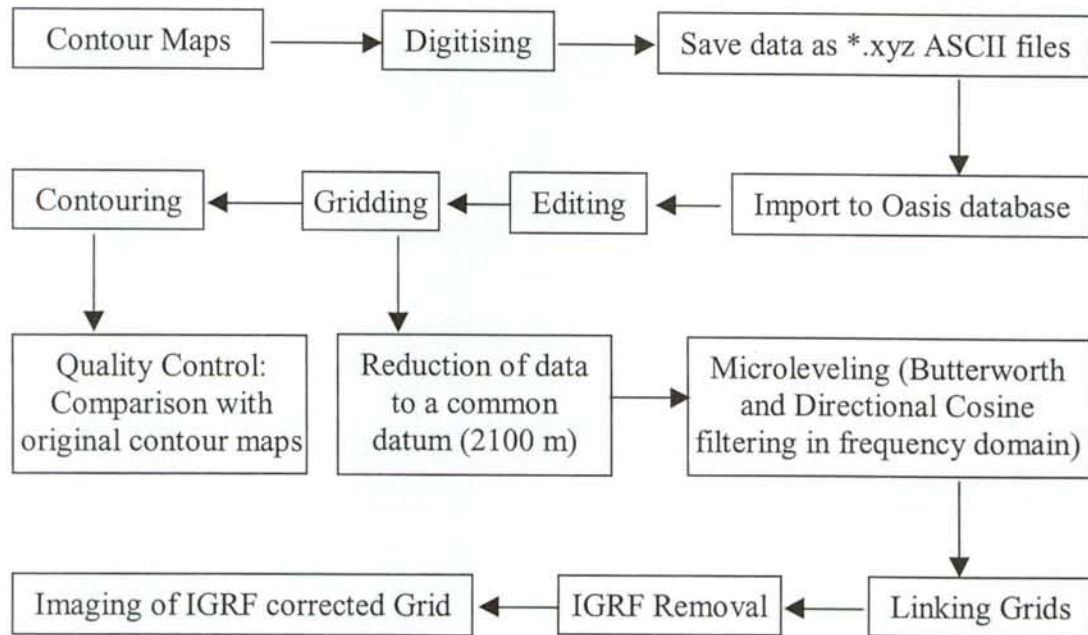 Contour Maps
Digitising
Save data as *.xyz ASCII files
Contouring
Gridding
Editing
Import to Oasis database
Quality Control:
Comparison with
original contour maps
Reduction of data
to a common
datum (2100 m)
Microleveling (Butterworth
and Directional Cosine
filtering in frequency domain)
Imaging of IGRF corrected Grid
IGRF Removal
Linking Grids